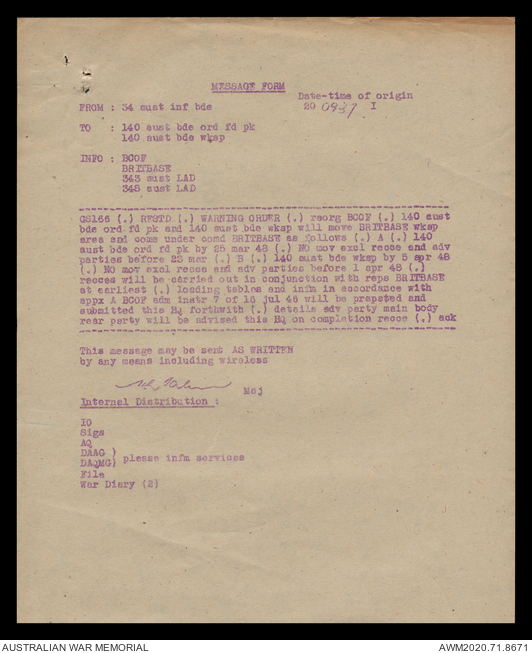 MESSAGE FORM
Date-time of origin
FROM : 34 aust inf bde 20 0937 I
TO : 140 aust bde ord fd pk
140 aust bde wksp
INFO : BCOF
BRITBASE
343 aust LAD
348 aust LAD
GS166 (.) RESTD (.) WARNING ORDER (.) reorg BCOF (.) 140 aust
bde ord fd pk and 140 aust bde wksp will move BRITBASE wksp
area and come under comd BRITBASE as follows (.) A (.) 140
aust bde ord fd pk by 25 mar 48 (.) NO mov excl recce and adv
parties before 23 mar (.) B (.) 140 aust bde wksp by 5 apr 48
(.) NO mov excl recce and adv parties before 1 apr 48 (.)
recces will be carried out in conjunction with reps BRITBASE
at earliest (.) loading tables and infm in accordance with
appx A BCOF adm instr 7 of 15 jul 46 will be prepated and
submitted this BQ forthwith (.) details adv party main body
rear party will be advised this BQ on completion recce (.) ack
This message may be sent AS WRITTEN
by any means including wireless
Maj
Internal Distribution :
IO
Sigs
AQ
DAAG )
DAQMG) please infm services
File
War Diary (2)
AUSTRALIAN WAR MEMORIAL AWM2020.71.8671